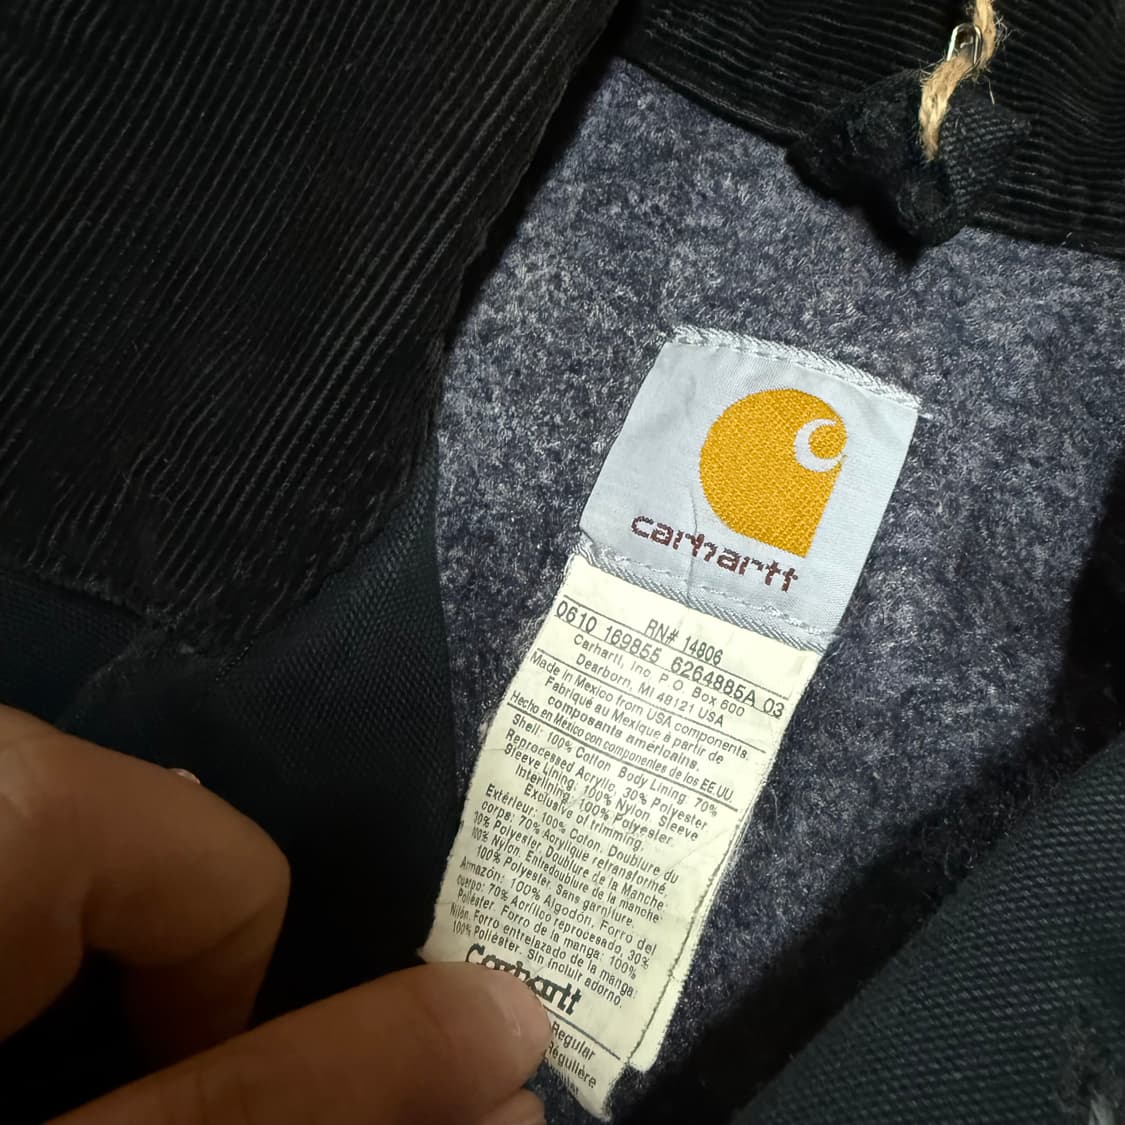 carhartt
RN# 14806
0610 169855 6264885A 03
Carhartt, Inc. P.O. Box 600
Dearborn, MI 48121 USA
Made in Mexico from USA components.
Fabriqué au Mexique à partir de
composants américains.
Hecho en Mexico con componentes de los EE.UU.
Shell: 100% Cotton. Body Lining: 70%
Reprocessed Acrylic, 30% Polyester
Sleeve Lining: 100% Nylon. Sleeve
Interlining: 100% Polyester.
Exclusive of trimming.
Extérieur: 100% Coton. Doublure du
corps: 70% Acrylique retransformé,
30% Polyester. Doublure de la Manche:
100% Nylon. Entredoublure de la manche:
100% Polyester. Sans garniture.
Armazón: 100% Algodón. Forro del
cuerpo: 70% Acrílico reprocesado, 30%
Poliéster. Forro de la manga: 100%
Nilón. Forro entrelazado de la manga:
100% Poliéster. Sin incluir adorno.
Carhartt
Regular
Régulière